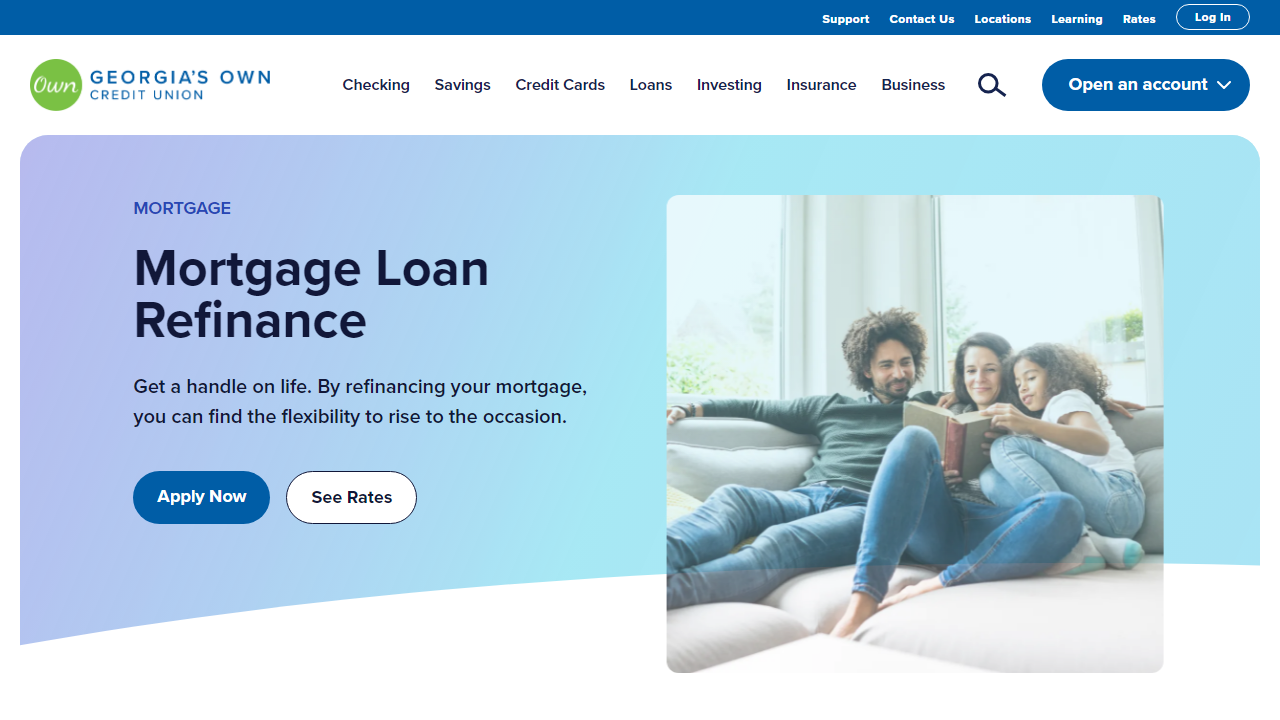 Support Contact Us Locations Learning Rates Log In
Own GEORGIA'S OWN
CREDIT UNION
Checking Savings Credit Cards Loans Investing Insurance Business Open an account
MORTGAGE
Mortgage Loan
Refinance
Get a handle on life. By refinancing your mortgage,
you can find the flexibility to rise to the occasion.
Apply Now See Rates